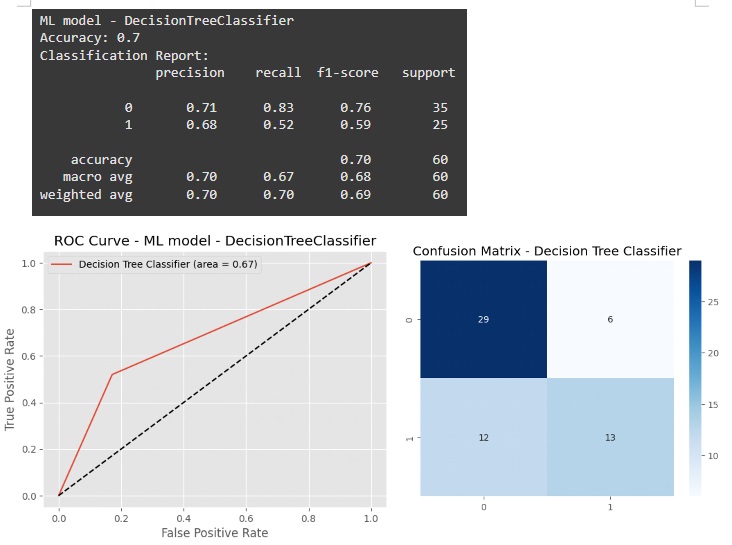 ML model - DecisionTreeClassifier
Accuracy: 0.7
Classification Report:
precision recall f1-score support
0 0.71 0.83 0.76 35
1 0.68 0.52 0.59 25
accuracy 0.70 60
macro avg 0.70 0.67 0.68 60
weighted avg 0.70 0.70 0.69 60
ROC Curve - ML model - DecisionTreeClassifier
Decision Tree Classifier (area = 0.67)
True Positive Rate
1.0
0.8
0.6
0.4
0.2
0.0
0.0 0.2 0.4 0.6 0.8 1.0
False Positive Rate
Confusion Matrix - Decision Tree Classifier
0 29 6
1 12 13
0 1
25
20
15
10